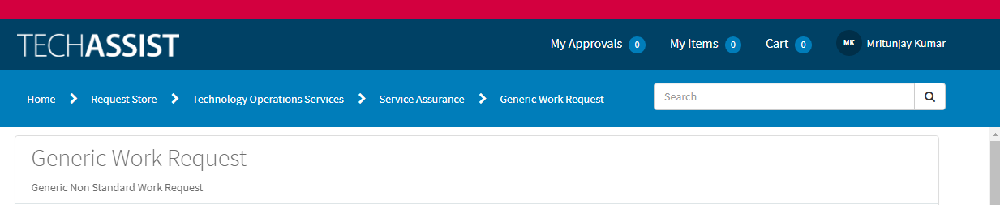 TECHASSIST
My Approvals 0 My Items 0 Cart 0 MK Mritunjay Kumar
Home Request Store Technology Operations Services Service Assurance Generic Work Request Search
Generic Work Request
Generic Non Standard Work Request